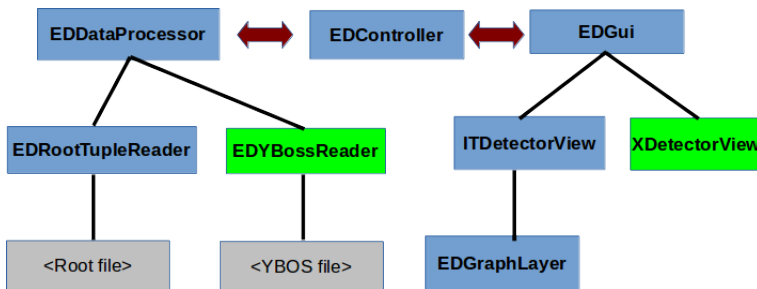 EDDataProcessor
EDController
EDGui
EDRootTupleReader
EDYBossReader
ITDetectorView
XDetectorView
<Root file>
<YBOS file>
EDGraphLayer